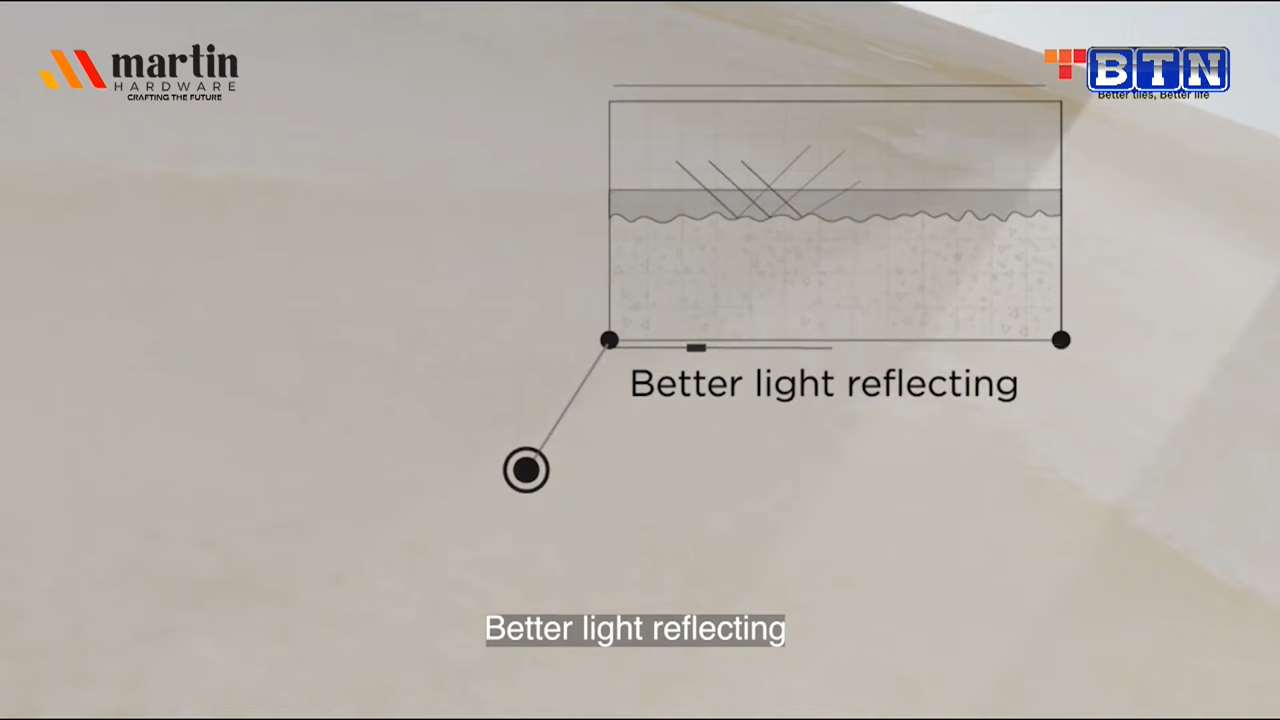 martin
HARDWARE
CRAFTING THE FUTURE
BTN
Better tiles, Better life
Better light reflecting
Better light reflecting